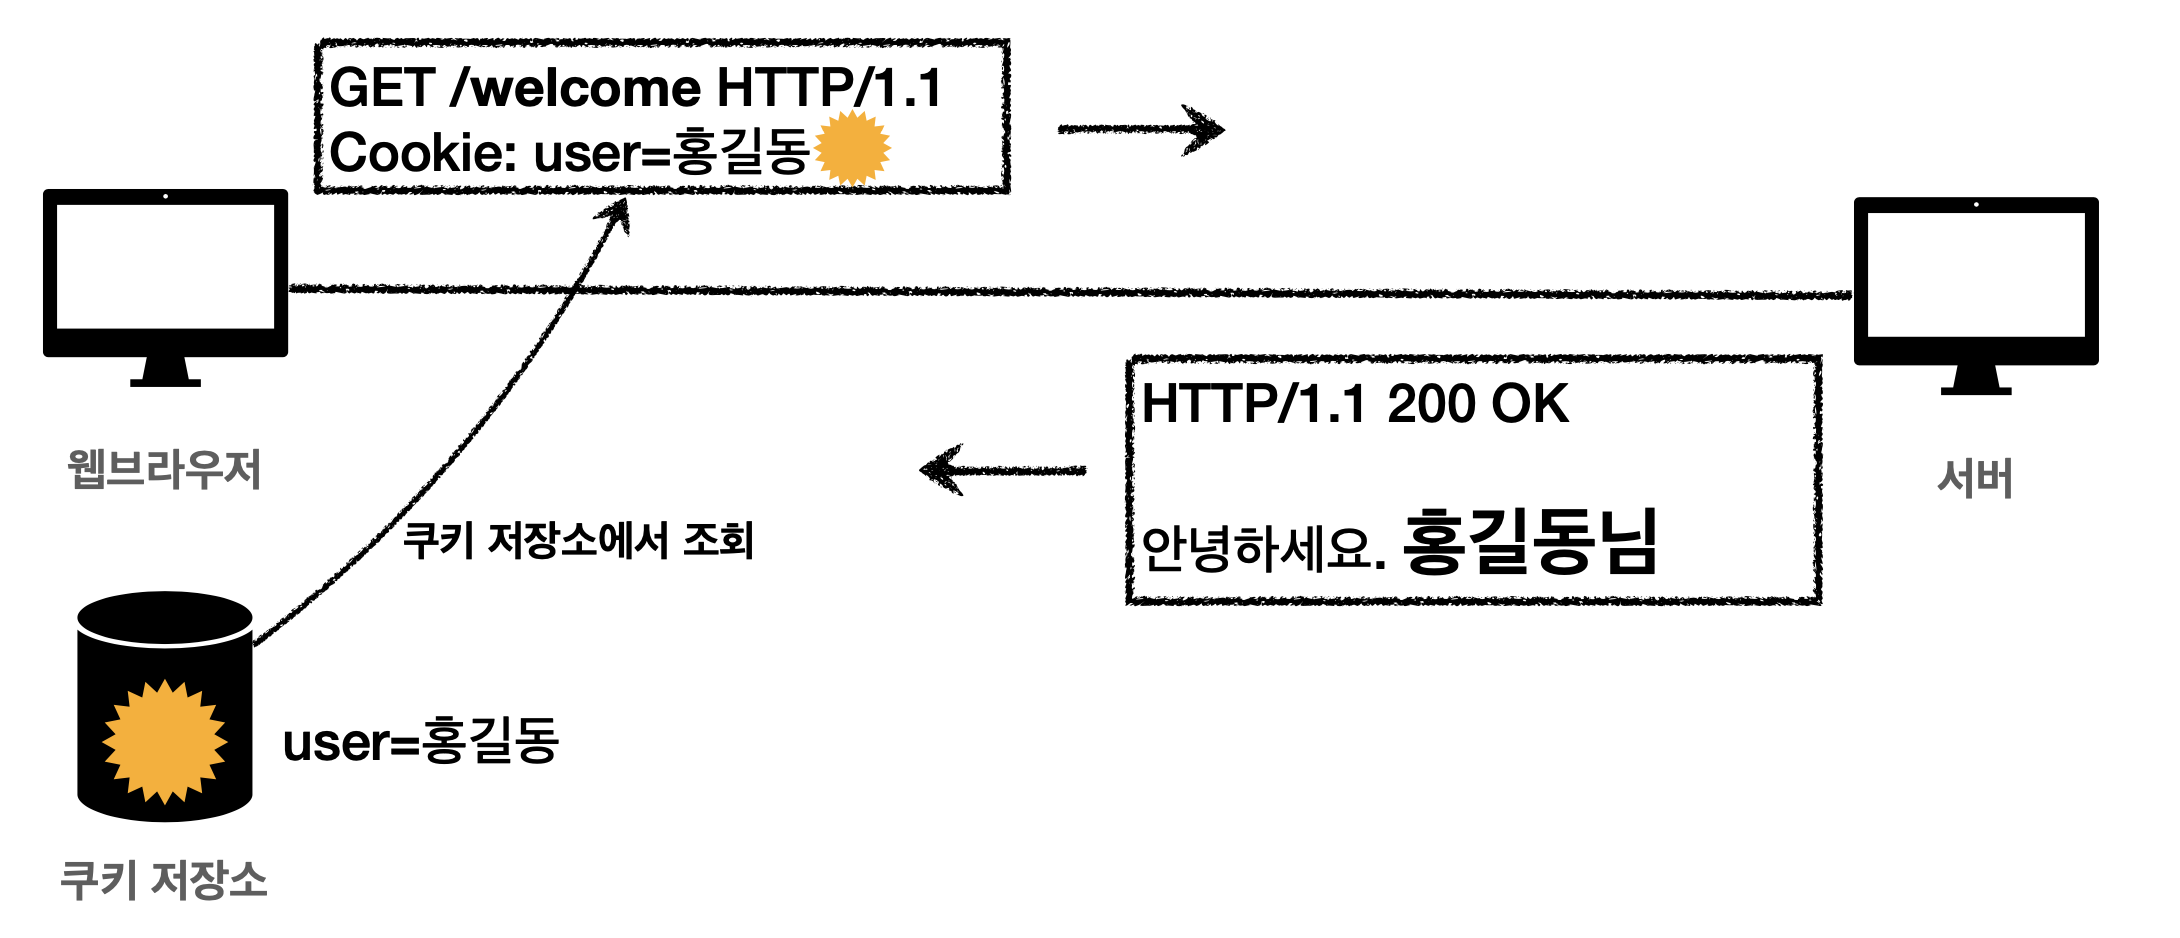 GET /welcome HTTP/1.1
Cookie: user=홍길동
웹브라우저
HTTP/1.1 200 OK
안녕하세요. 홍길동님
서버
쿠키 저장소에서 조회
user=홍길동
쿠키 저장소